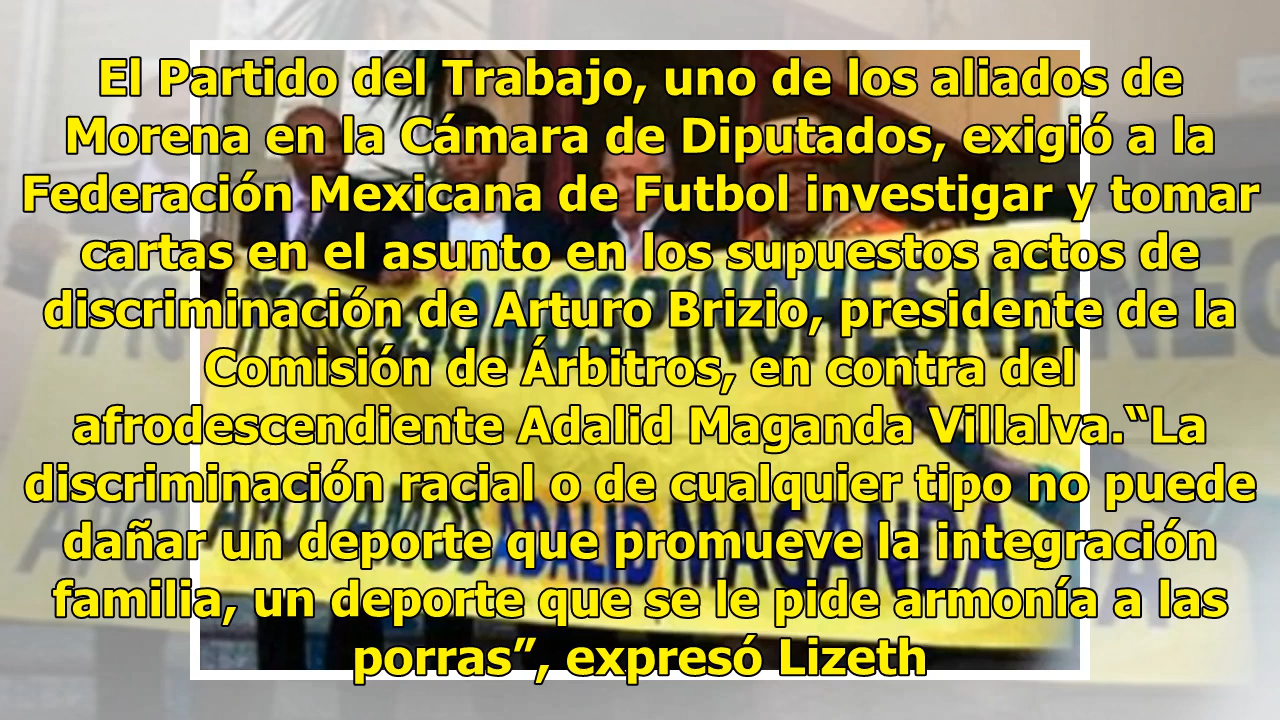 El Partido del Trabajo, uno de los aliados de
Morena en la Cámara de Diputados, exigió a la
Federación Mexicana de Futbol investigar y tomar
cartas en el asunto en los supuestos actos de
discriminación de Arturo Brizio, presidente de la
Comisión de Árbitros, en contra del
afrodescendiente Adalid Maganda Villalva.“La
discriminación racial o de cualquier tipo no puede
dañar un deporte que promueve la integración
familia, un deporte que se le pide armonía a las
porras”, expresó Lizeth
APOYAMOS ADALID MAGANDA